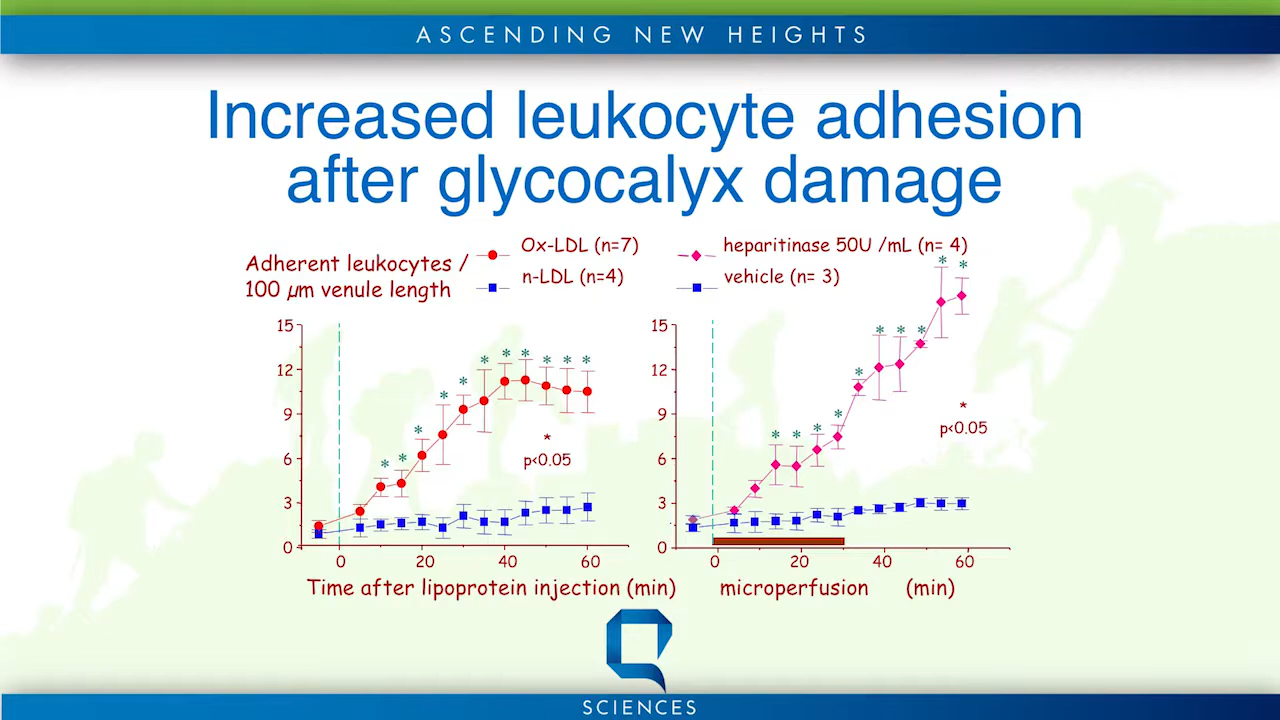 ASCENDING NEW HEIGHTS
Increased leukocyte adhesion
after glycocalyx damage
Adherent leukocytes /
100 µm venule length
Ox-LDL (n=7)
n-LDL (n=4)
heparitinase 50U /mL (n= 4)
vehicle (n= 3)
15
12
9
6
3
0
* * * * * * * * * * *
*
p<0.05
0 20 40 60
Time after lipoprotein injection (min)
15
12
9
6
3
0
* * * * * * * * * *
*
p<0.05
0 20 40 60
microperfusion (min)
SCIENCES